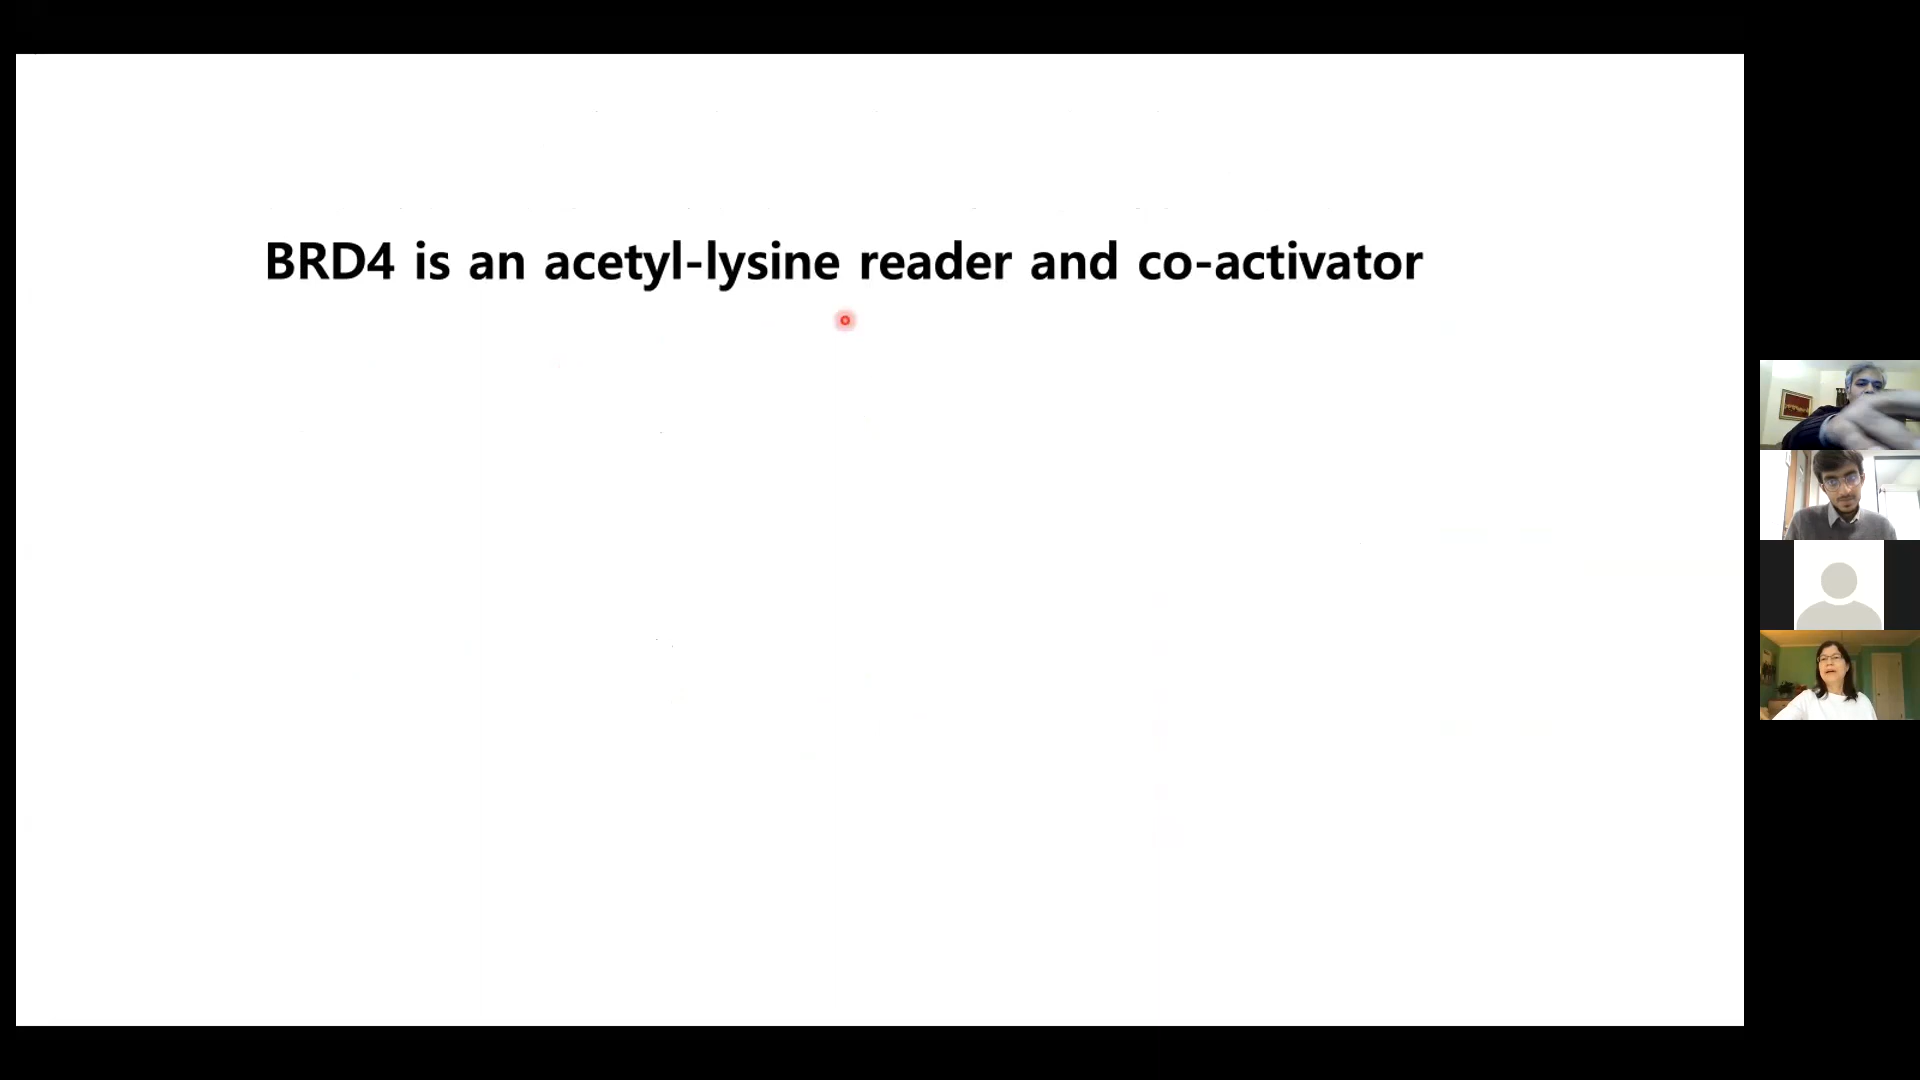 BRD4 is an acetyl-lysine reader and co-activator